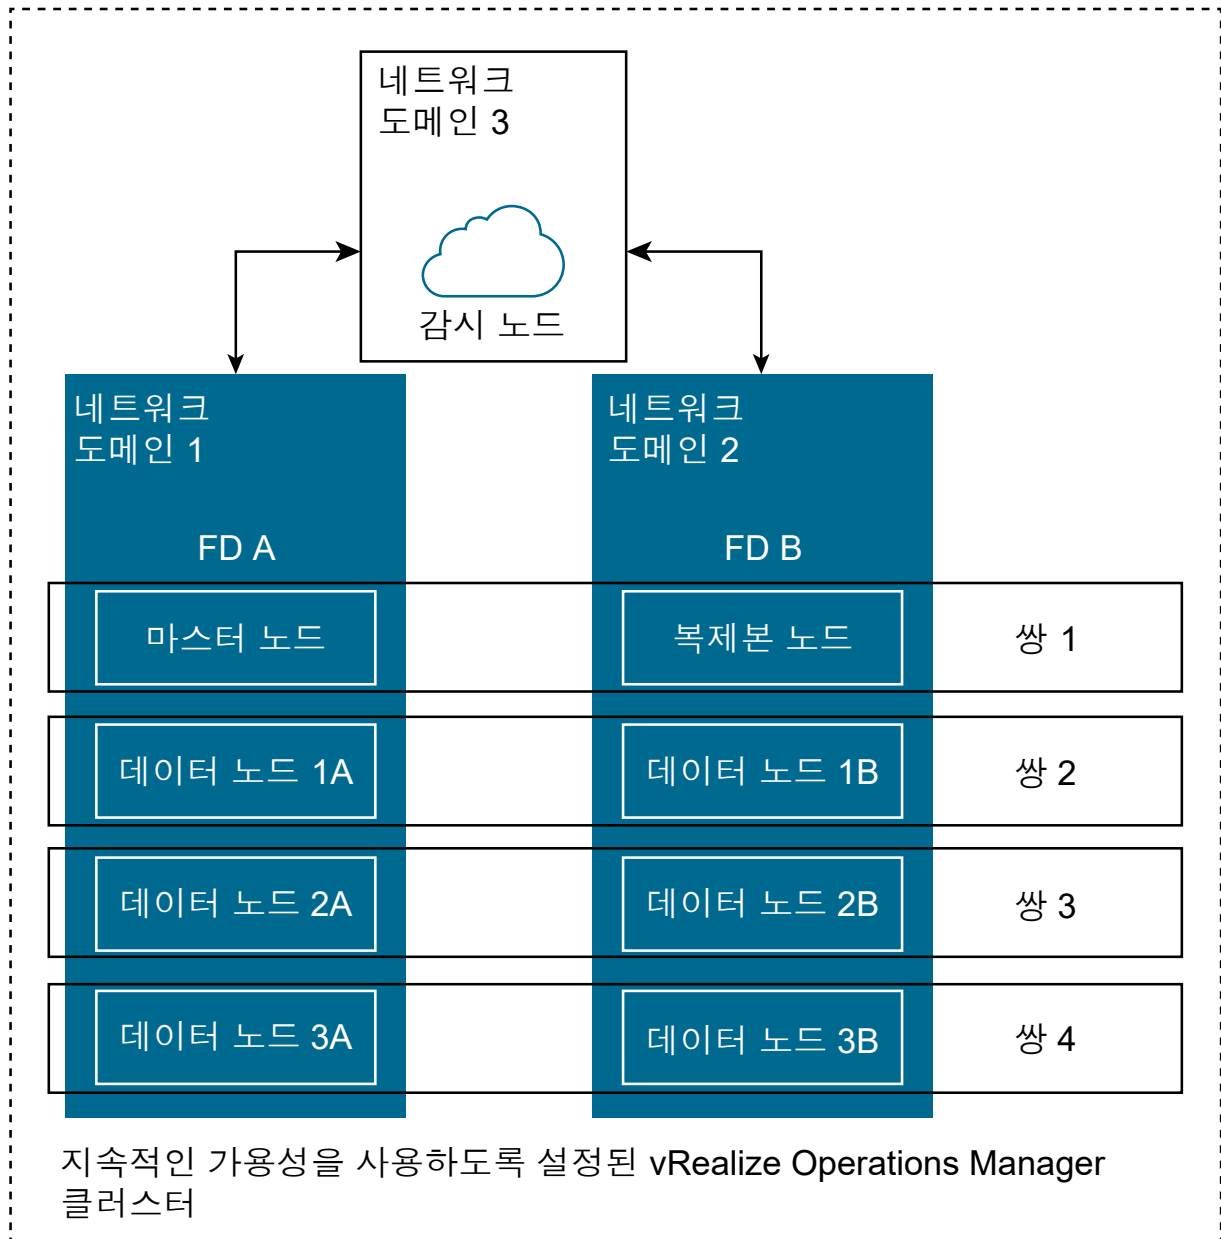 네트워크
도메인 3
감시 노드
네트워크
도메인 1
네트워크
도메인 2
FD A
FD B
마스터 노드
복제본 노드
쌍 1
데이터 노드 1A
데이터 노드 1B
쌍 2
데이터 노드 2A
데이터 노드 2B
쌍 3
데이터 노드 3A
데이터 노드 3B
쌍 4
지속적인 가용성을 사용하도록 설정된 vRealize Operations Manager
클러스터